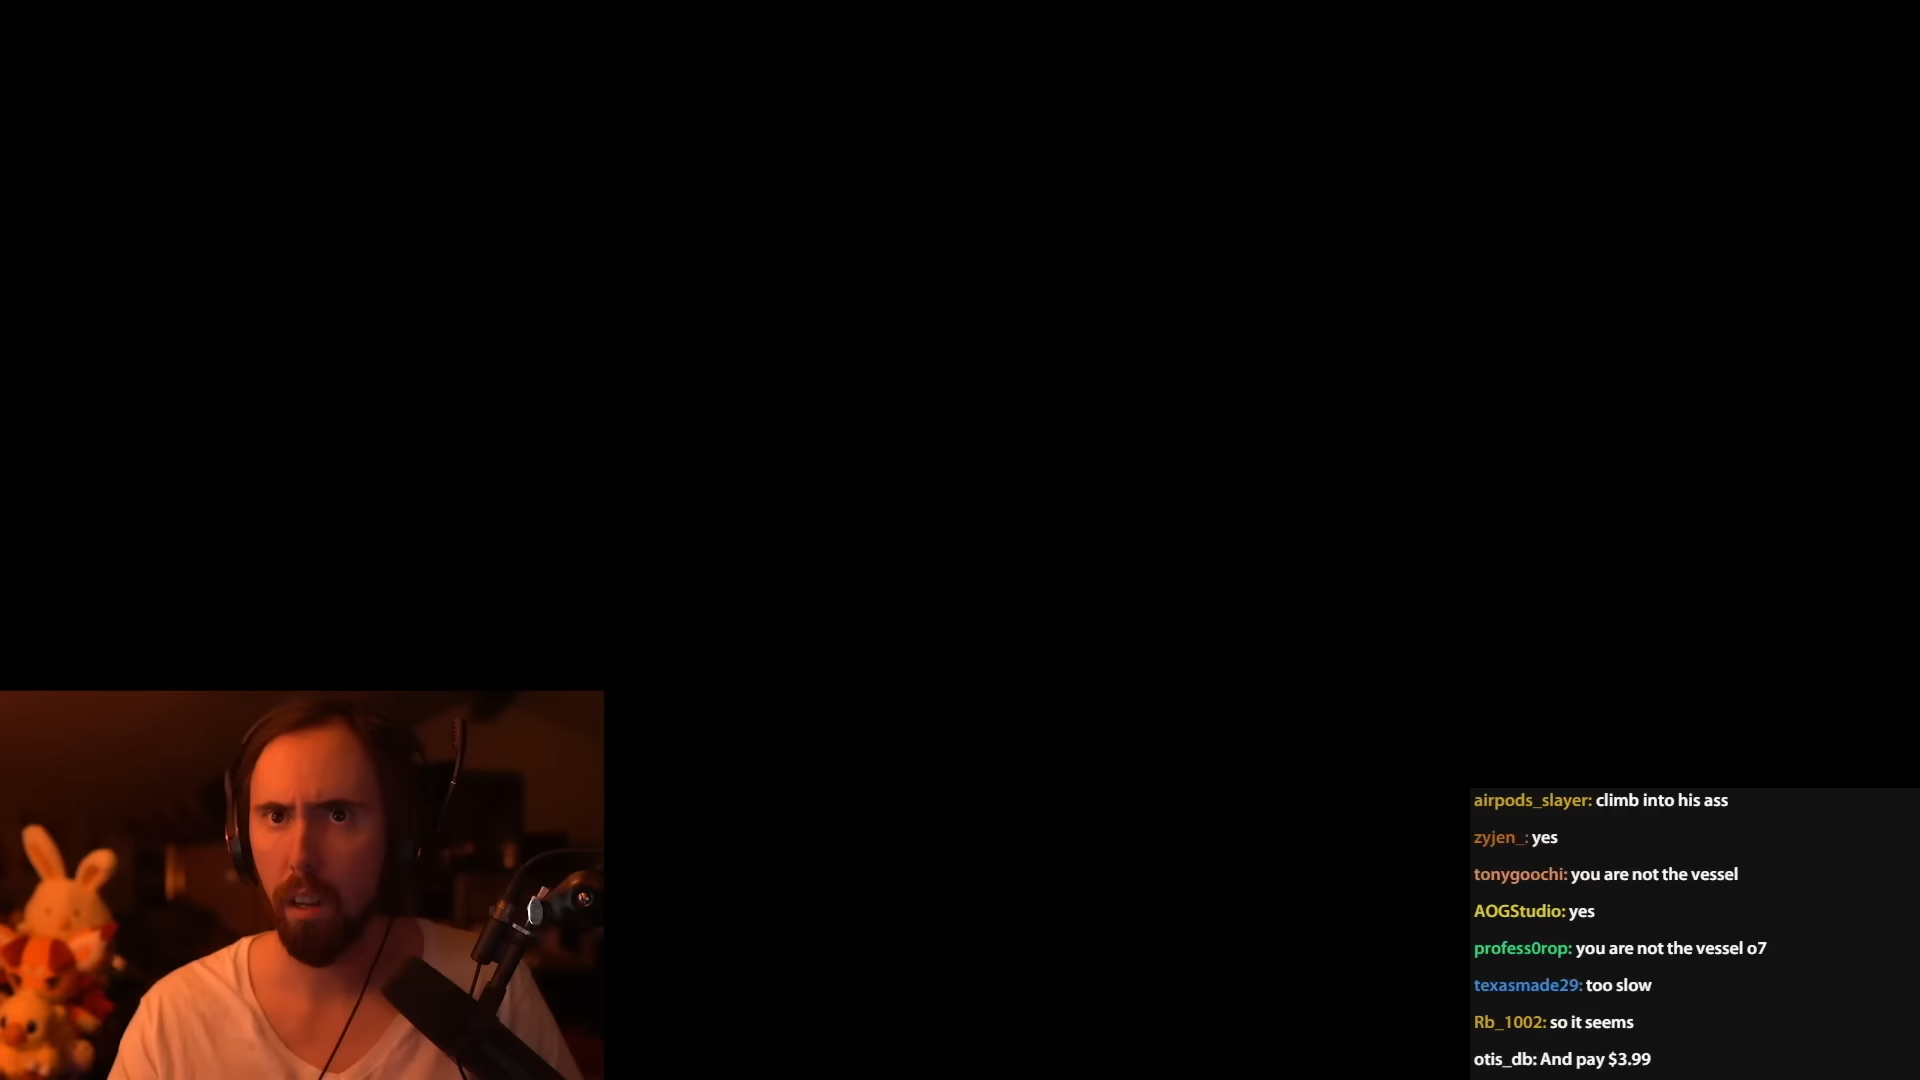 airpods_slayer: climb into his ass
zyjen_: yes
tonygoochi: you are not the vessel
AOGStudio: yes
profess0rop: you are not the vessel o7
texasmade29: too slow
Rb_1002: so it seems
otis_db: And pay $3.99